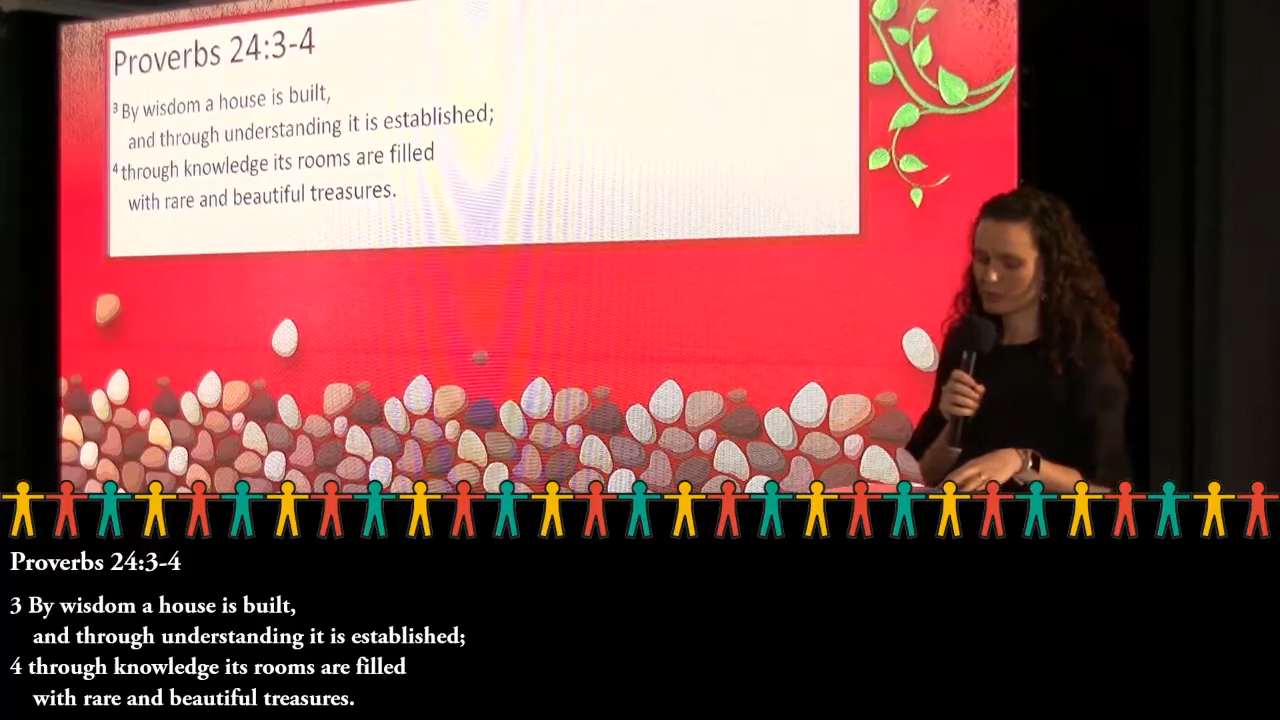 Proverbs 24:3-4
³ By wisdom a house is built,
and through understanding it is established;
⁴ through knowledge its rooms are filled
with rare and beautiful treasures.
Proverbs 24:3-4
3 By wisdom a house is built,
and through understanding it is established;
4 through knowledge its rooms are filled
with rare and beautiful treasures.